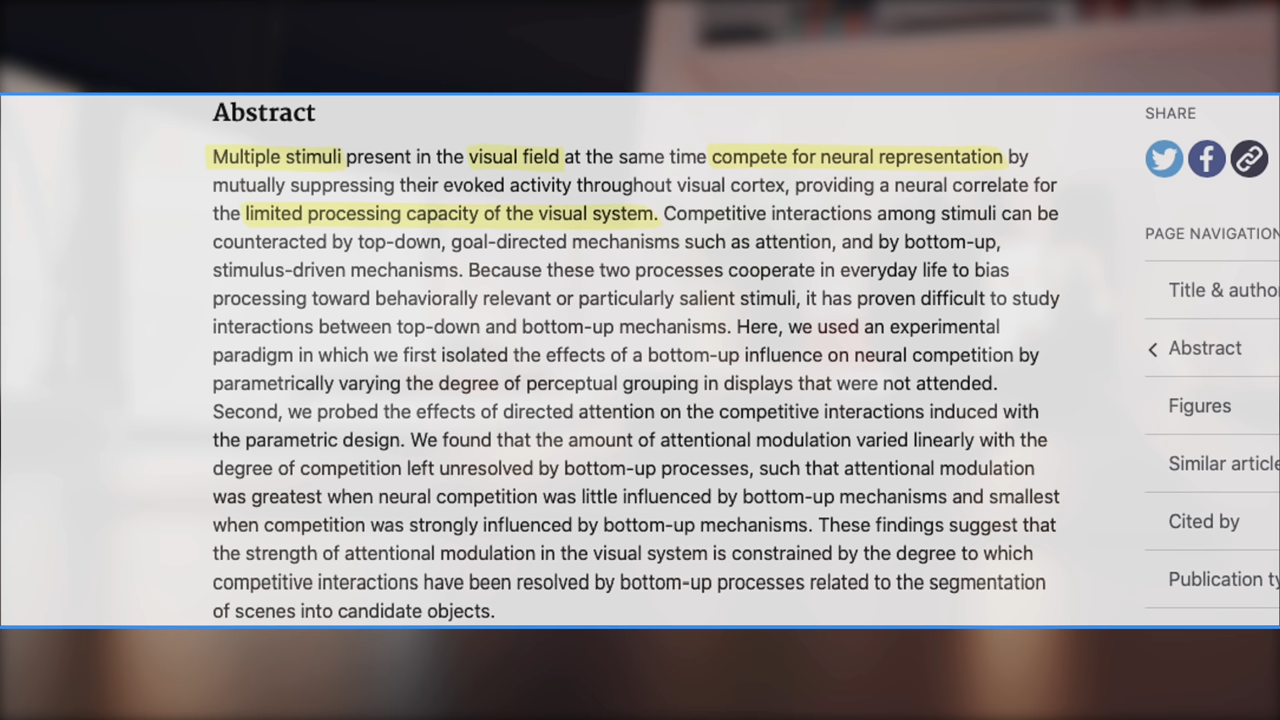 Abstract
Multiple stimuli present in the visual field at the same time compete for neural representation by
mutually suppressing their evoked activity throughout visual cortex, providing a neural correlate for
the limited processing capacity of the visual system. Competitive interactions among stimuli can be
counteracted by top-down, goal-directed mechanisms such as attention, and by bottom-up,
stimulus-driven mechanisms. Because these two processes cooperate in everyday life to bias
processing toward behaviorally relevant or particularly salient stimuli, it has proven difficult to study
interactions between top-down and bottom-up mechanisms. Here, we used an experimental
paradigm in which we first isolated the effects of a bottom-up influence on neural competition by
parametrically varying the degree of perceptual grouping in displays that were not attended.
Second, we probed the effects of directed attention on the competitive interactions induced with
the parametric design. We found that the amount of attentional modulation varied linearly with the
degree of competition left unresolved by bottom-up processes, such that attentional modulation
was greatest when neural competition was little influenced by bottom-up mechanisms and smallest
when competition was strongly influenced by bottom-up mechanisms. These findings suggest that
the strength of attentional modulation in the visual system is constrained by the degree to which
competitive interactions have been resolved by bottom-up processes related to the segmentation
of scenes into candidate objects.
SHARE
PAGE NAVIGATION
Title & autho
Abstract
Figures
Similar article
Cited by
Publication ty